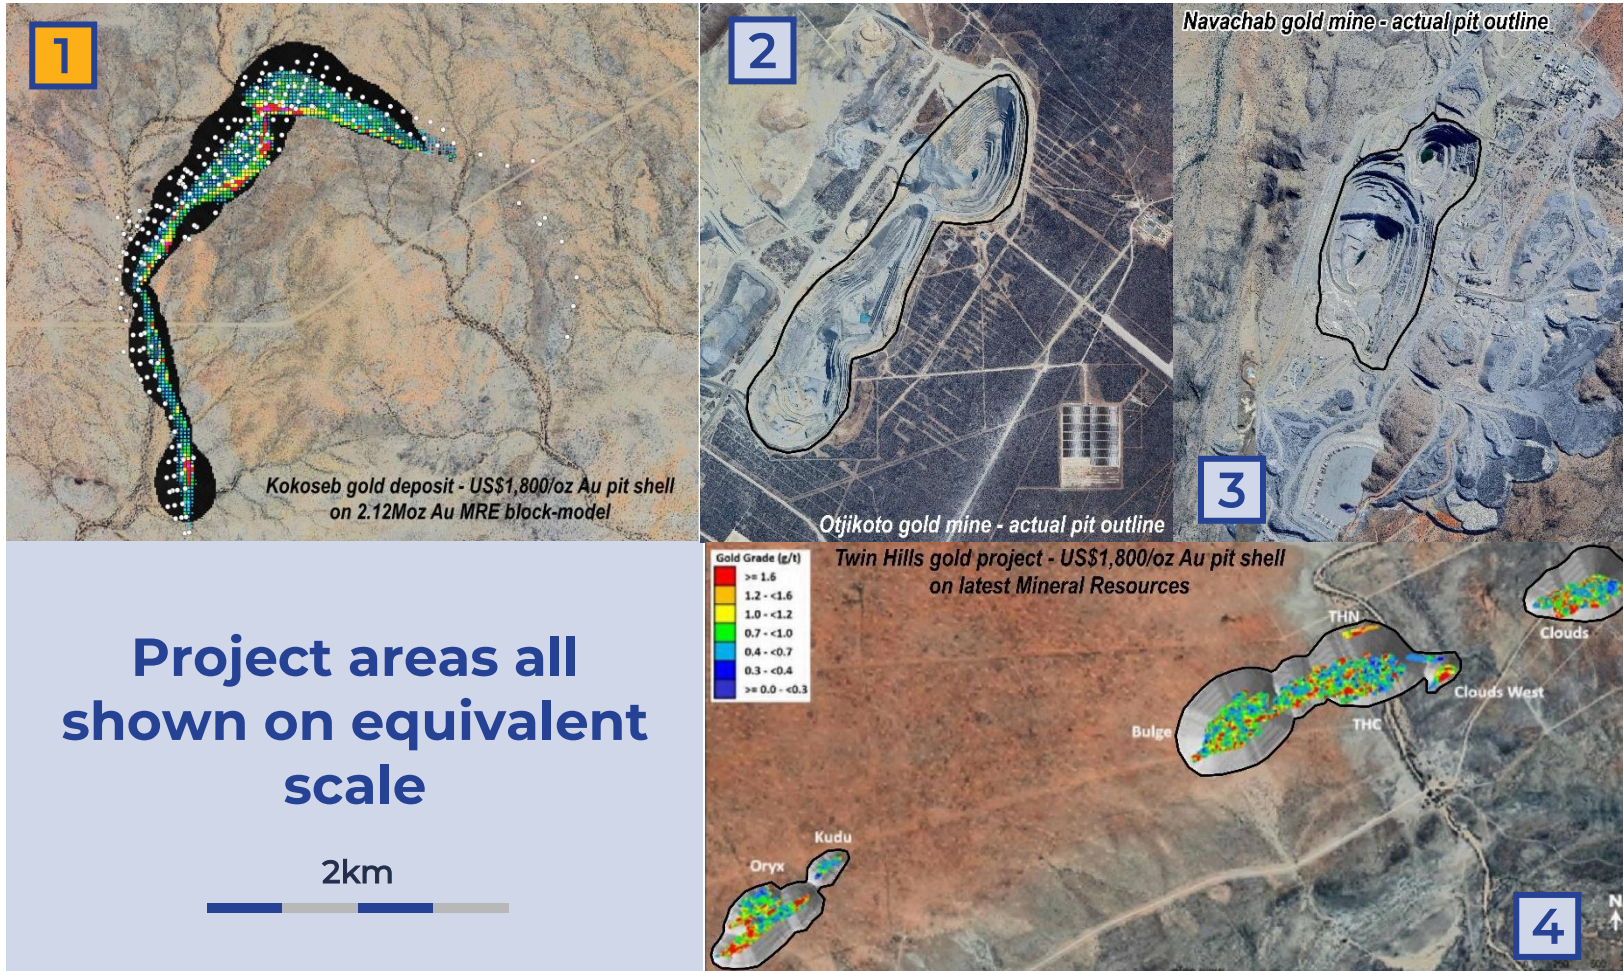 1
Kokoseb gold deposit - US$1,800/oz Au pit shell
on 2.12Moz Au MRE block-model
2
Otjikoto gold mine - actual pit outline
Navachab gold mine - actual pit outline
3
Project areas all
shown on equivalent
scale
2km
Gold Grade (g/t)
>= 1.6
1.2 - <1.6
1.0 - <1.2
0.7 - <1.0
0.4 - <0.7
0.3 - <0.4
>= 0.0 - <0.3
Twin Hills gold project - US$1,800/oz Au pit shell
on latest Mineral Resources
THN
Clouds
Clouds West
THC
Bulge
Kudu
Oryx
4
N